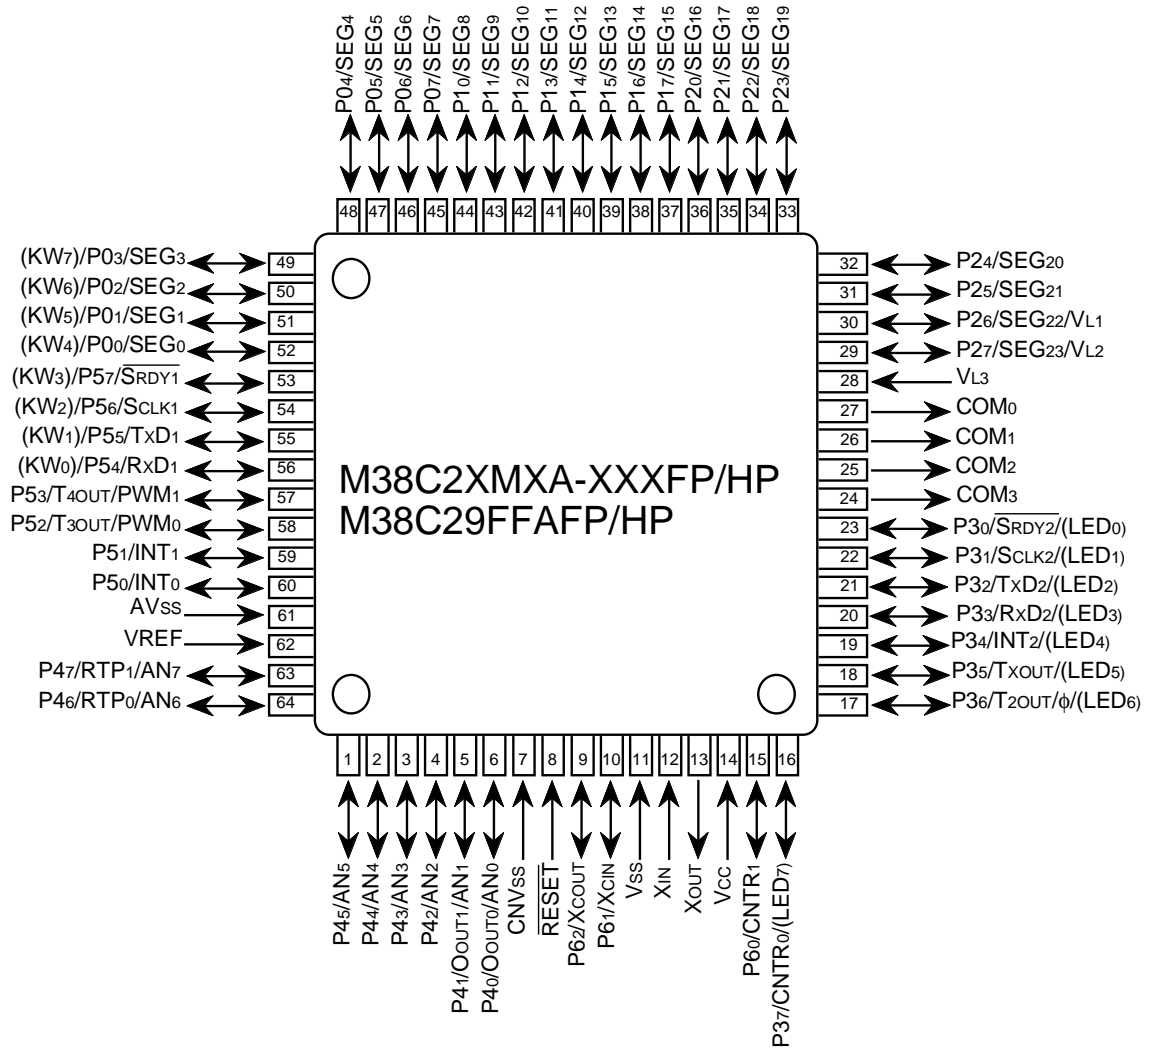 P04/SEG4
P05/SEG5
P06/SEG6
P07/SEG7
P10/SEG8
P11/SEG9
P12/SEG10
P13/SEG11
P14/SEG12
P15/SEG13
P16/SEG14
P17/SEG15
P20/SEG16
P21/SEG17
P22/SEG18
P23/SEG19
48 47 46 45 44 43 42 41 40 39 38 37 36 35 34 33
(KW7)/P03/SEG3 49
(KW6)/P02/SEG2 50
(KW5)/P01/SEG1 51
(KW4)/P00/SEG0 52
(KW3)/P57/SRDY1 53
(KW2)/P56/SCLK1 54
(KW1)/P55/TXD1 55
(KW0)/P54/RXD1 56
P53/T4OUT/PWM1 57
P52/T3OUT/PWM0 58
P51/INT1 59
P50/INT0 60
AVSS 61
VREF 62
P47/RTP1/AN7 63
P46/RTP0/AN6 64
M38C2XMXA-XXXFP/HP
M38C29FFAFP/HP
32 P24/SEG20
31 P25/SEG21
30 P26/SEG22/VL1
29 P27/SEG23/VL2
28 VL3
27 COM0
26 COM1
25 COM2
24 COM3
23 P30/SRDY2/(LED0)
22 P31/SCLK2/(LED1)
21 P32/TXD2/(LED2)
20 P33/RXD2/(LED3)
19 P34/INT2/(LED4)
18 P35/TXOUT/(LED5)
17 P36/T2OUT/ϕ/(LED6)
1 2 3 4 5 6 7 8 9 10 11 12 13 14 15 16
P45/AN5
P44/AN4
P43/AN3
P42/AN2
P41/OOUT1/AN1
P40/OOUT0/AN0
CNVSS
RESET
P62/XCOUT
P61/XCIN
VSS
XIN
XOUT
VCC
P60/CNTR1
P37/CNTR0/(LED7)